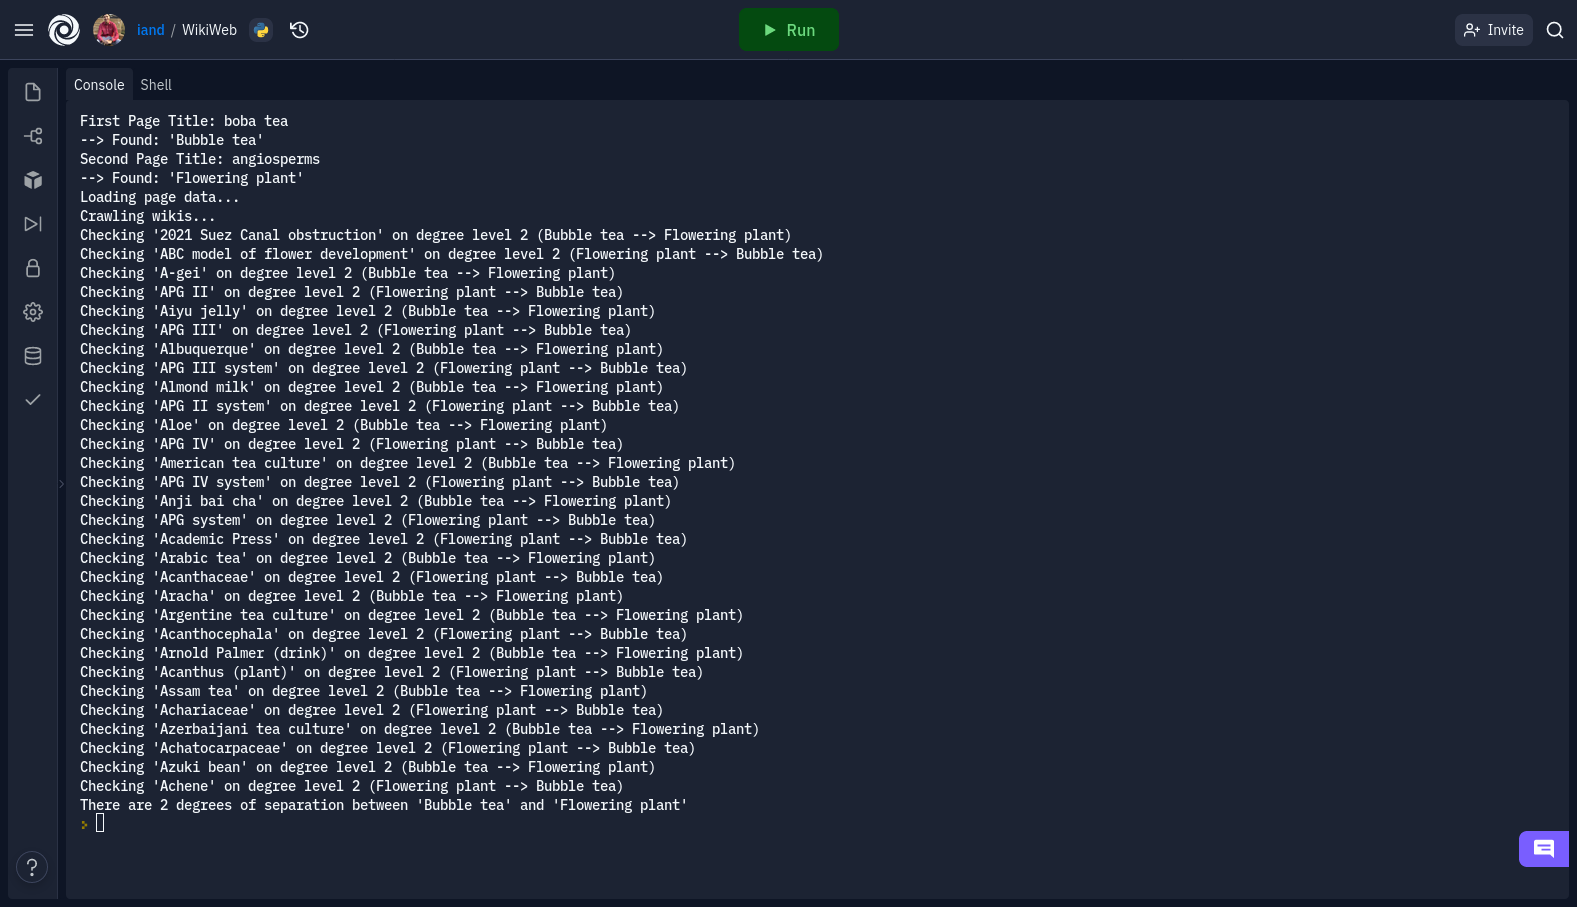 iand / WikiWeb
Run
Invite
Console Shell
First Page Title: boba tea
--> Found: 'Bubble tea'
Second Page Title: angiosperms
--> Found: 'Flowering plant'
Loading page data...
Crawling wikis...
Checking '2021 Suez Canal obstruction' on degree level 2 (Bubble tea --> Flowering plant)
Checking 'ABC model of flower development' on degree level 2 (Flowering plant --> Bubble tea)
Checking 'A-gei' on degree level 2 (Bubble tea --> Flowering plant)
Checking 'APG II' on degree level 2 (Flowering plant --> Bubble tea)
Checking 'Aiyu jelly' on degree level 2 (Bubble tea --> Flowering plant)
Checking 'APG III' on degree level 2 (Flowering plant --> Bubble tea)
Checking 'Albuquerque' on degree level 2 (Bubble tea --> Flowering plant)
Checking 'APG III system' on degree level 2 (Flowering plant --> Bubble tea)
Checking 'Almond milk' on degree level 2 (Bubble tea --> Flowering plant)
Checking 'APG II system' on degree level 2 (Flowering plant --> Bubble tea)
Checking 'Aloe' on degree level 2 (Bubble tea --> Flowering plant)
Checking 'APG IV' on degree level 2 (Flowering plant --> Bubble tea)
Checking 'American tea culture' on degree level 2 (Bubble tea --> Flowering plant)
Checking 'APG IV system' on degree level 2 (Flowering plant --> Bubble tea)
Checking 'Anji bai cha' on degree level 2 (Bubble tea --> Flowering plant)
Checking 'APG system' on degree level 2 (Flowering plant --> Bubble tea)
Checking 'Academic Press' on degree level 2 (Flowering plant --> Bubble tea)
Checking 'Arabic tea' on degree level 2 (Bubble tea --> Flowering plant)
Checking 'Acanthaceae' on degree level 2 (Flowering plant --> Bubble tea)
Checking 'Aracha' on degree level 2 (Bubble tea --> Flowering plant)
Checking 'Argentine tea culture' on degree level 2 (Bubble tea --> Flowering plant)
Checking 'Acanthocephala' on degree level 2 (Flowering plant --> Bubble tea)
Checking 'Arnold Palmer (drink)' on degree level 2 (Bubble tea --> Flowering plant)
Checking 'Acanthus (plant)' on degree level 2 (Flowering plant --> Bubble tea)
Checking 'Assam tea' on degree level 2 (Bubble tea --> Flowering plant)
Checking 'Achariaceae' on degree level 2 (Flowering plant --> Bubble tea)
Checking 'Azerbaijani tea culture' on degree level 2 (Bubble tea --> Flowering plant)
Checking 'Achatocarpaceae' on degree level 2 (Flowering plant --> Bubble tea)
Checking 'Azuki bean' on degree level 2 (Bubble tea --> Flowering plant)
Checking 'Achene' on degree level 2 (Flowering plant --> Bubble tea)
There are 2 degrees of separation between 'Bubble tea' and 'Flowering plant'